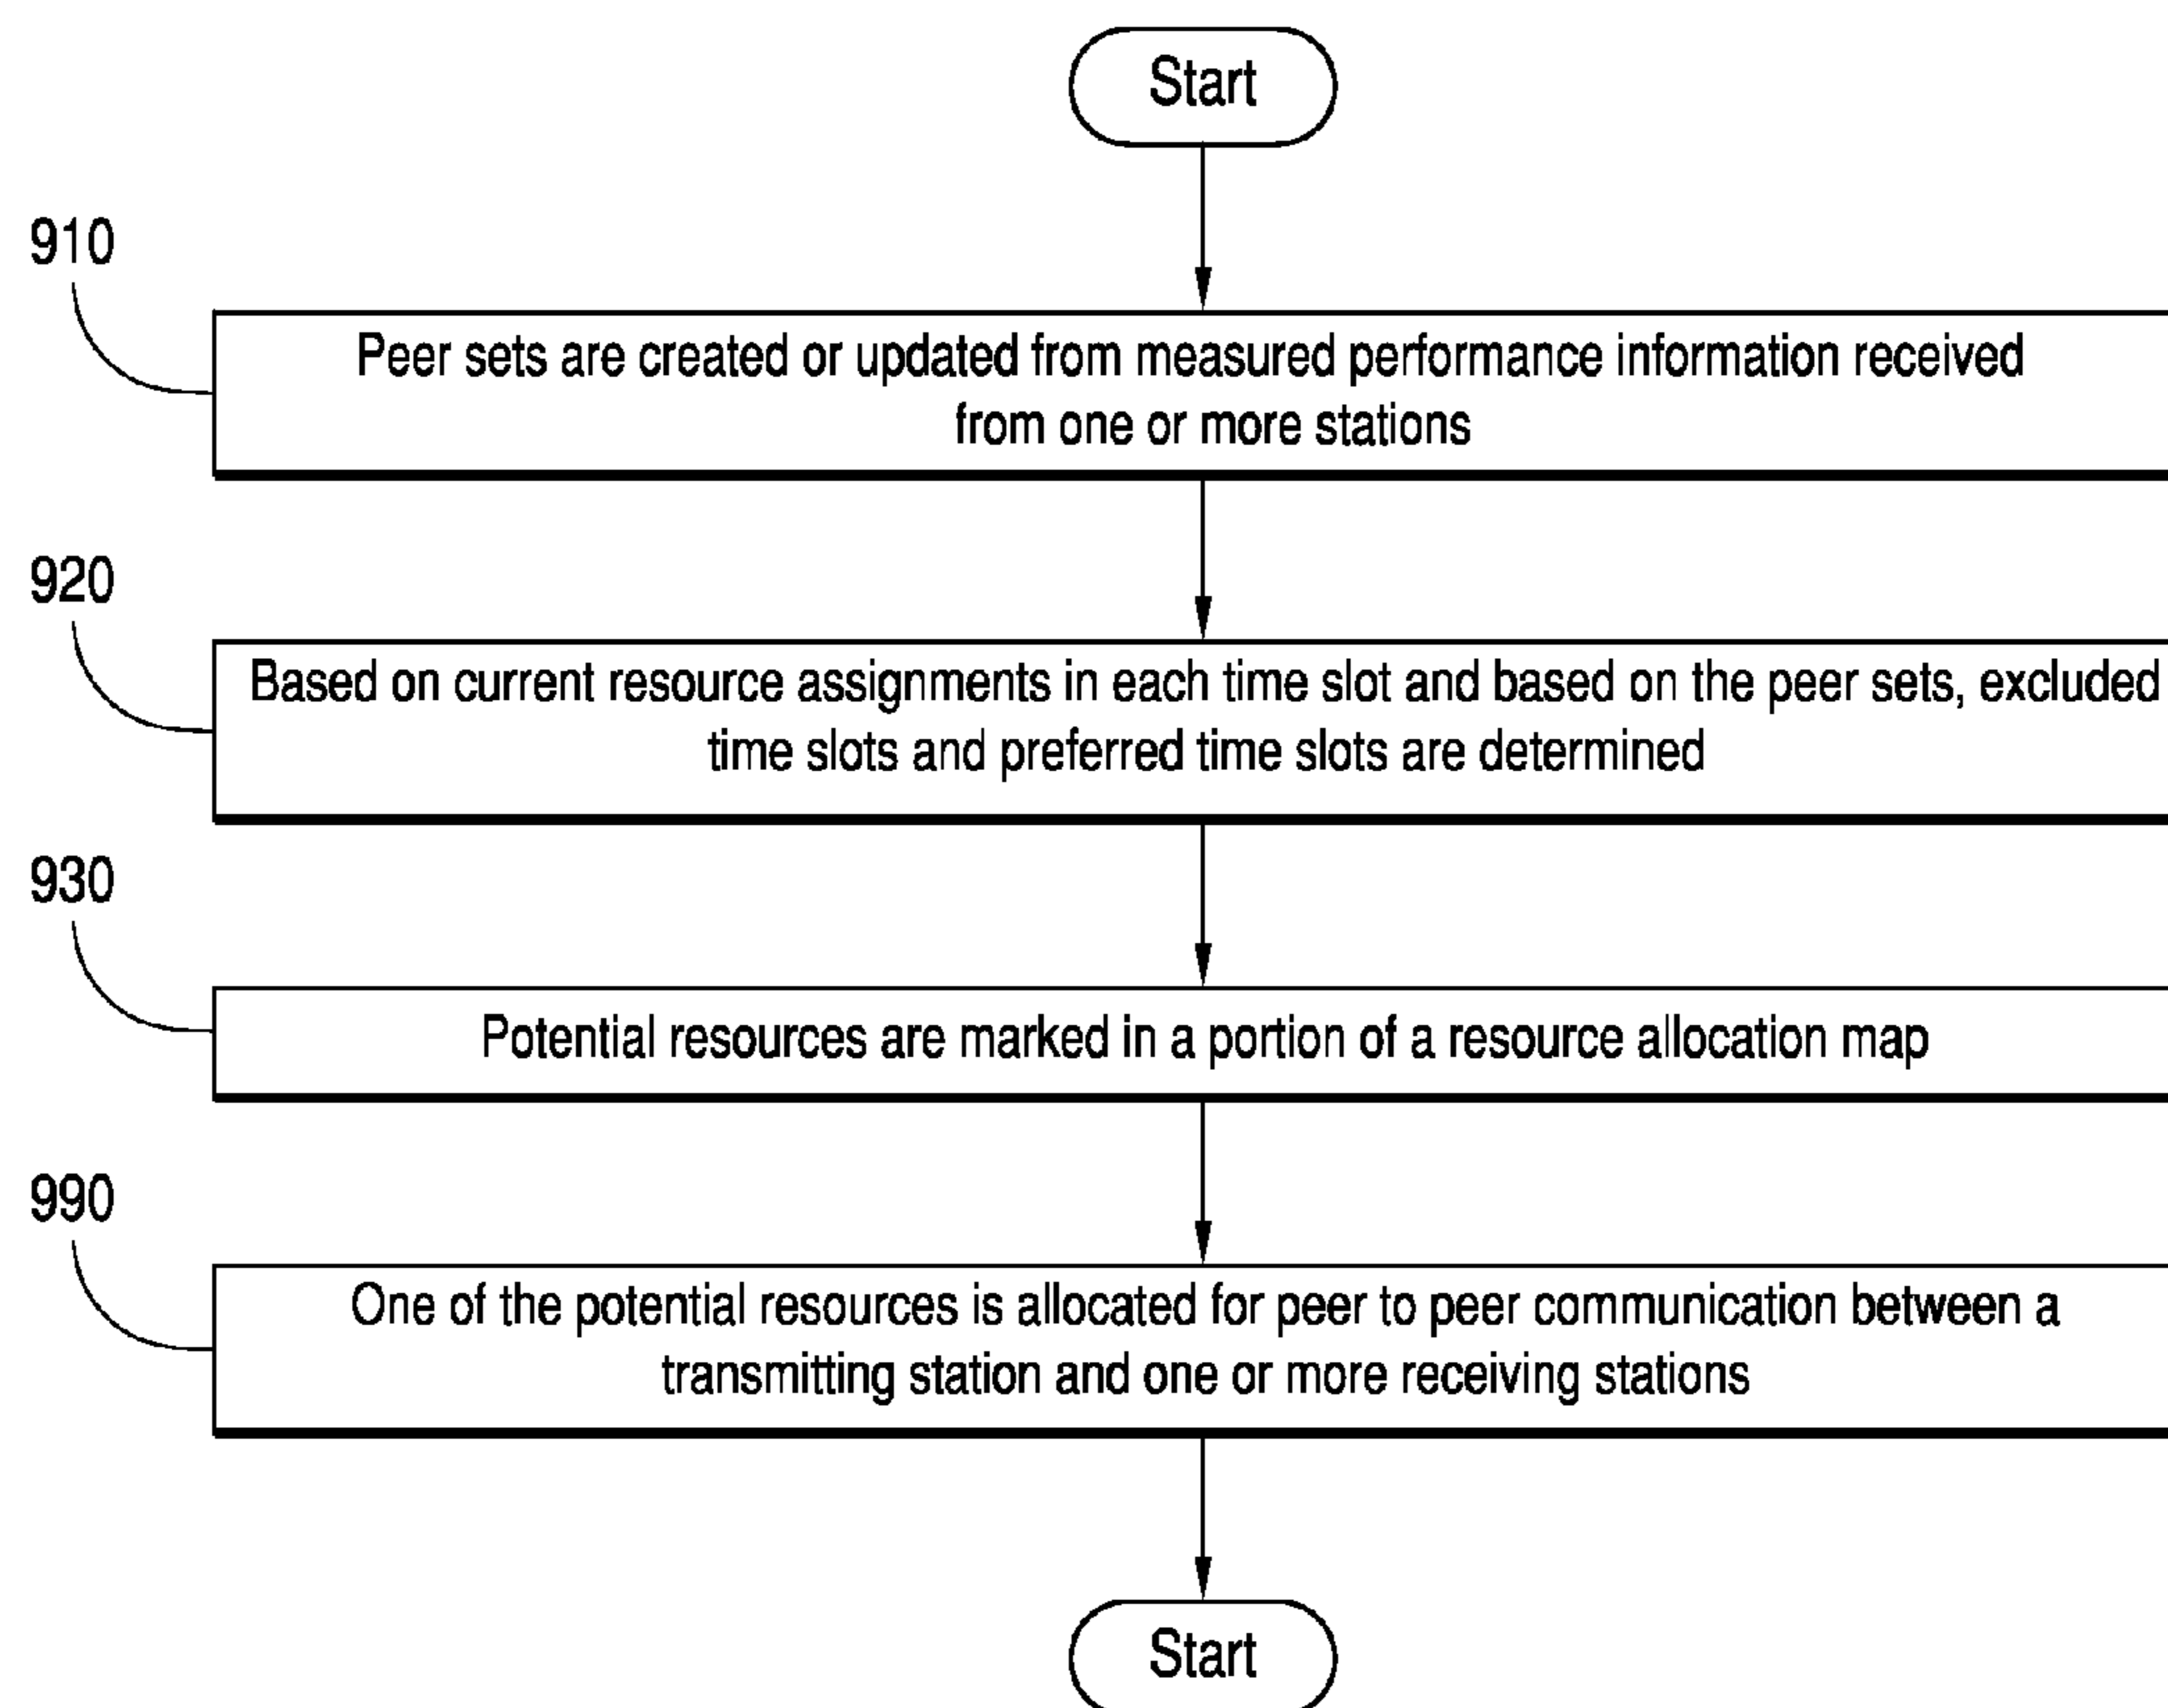 Start
910
Peer sets are created or updated from measured performance information received
from one or more stations
920
Based on current resource assignments in each time slot and based on the peer sets, excluded
time slots and preferred time slots are determined
930
Potential resources are marked in a portion of a resource allocation map
990
One of the potential resources is allocated for peer to peer communication between a
transmitting station and one or more receiving stations
Start